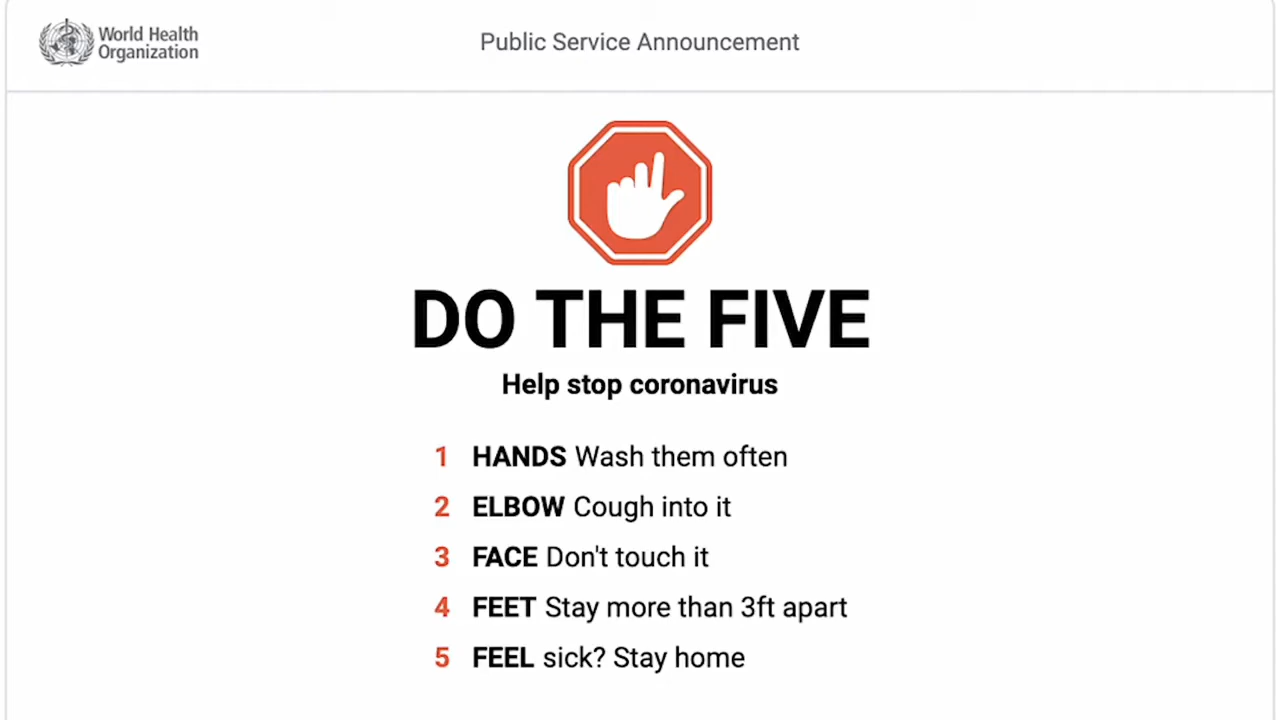 World Health
Organization
Public Service Announcement
DO THE FIVE
Help stop coronavirus
1 HANDS Wash them often
2 ELBOW Cough into it
3 FACE Don't touch it
4 FEET Stay more than 3ft apart
5 FEEL sick? Stay home